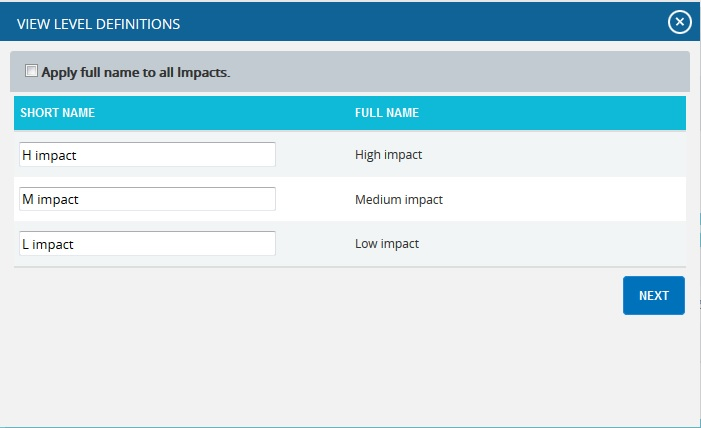 VIEW LEVEL DEFINITIONS
Apply full name to all Impacts.
SHORT NAME FULL NAME
H impact High impact
M impact Medium impact
L impact Low impact
NEXT